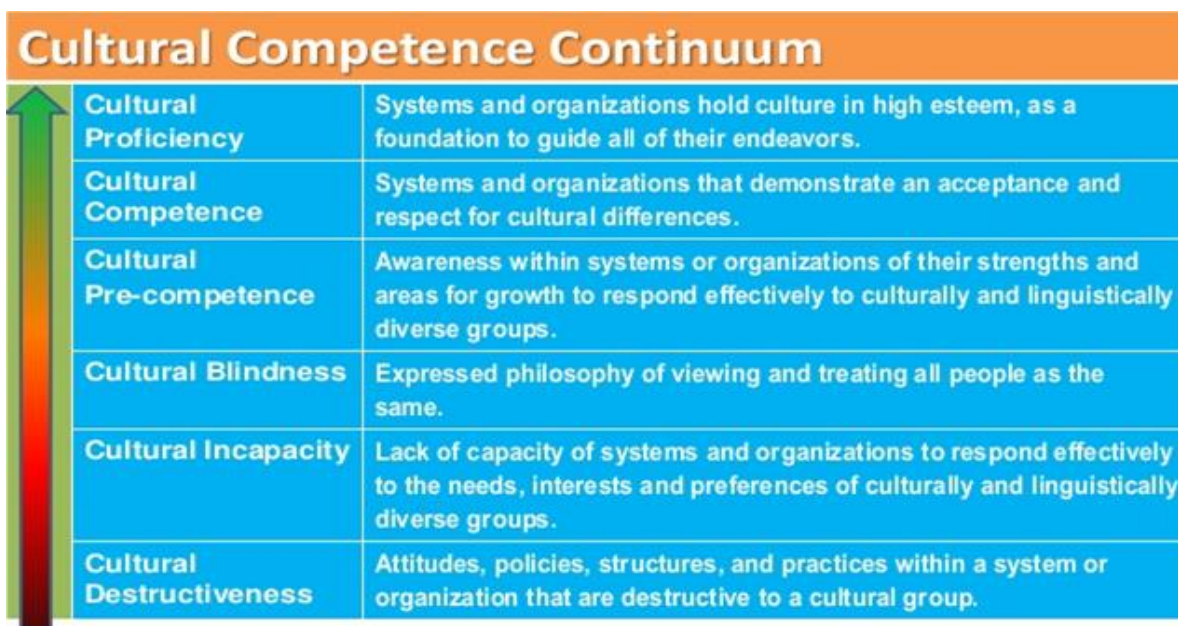 Cultural Competence Continuum
Cultural
Proficiency
Systems and organizations hold culture in high esteem, as a
foundation to guide all of their endeavors.
Cultural
Competence
Systems and organizations that demonstrate an acceptance and
respect for cultural differences.
Cultural
Pre-competence
Awareness within systems or organizations of their strengths and
areas for growth to respond effectively to culturally and linguistically
diverse groups.
Cultural Blindness
Expressed philosophy of viewing and treating all people as the
same.
Cultural Incapacity
Lack of capacity of systems and organizations to respond effectively
to the needs, interests and preferences of culturally and linguistically
diverse groups.
Cultural
Destructiveness
Attitudes, policies, structures, and practices within a system or
organization that are destructive to a cultural group.